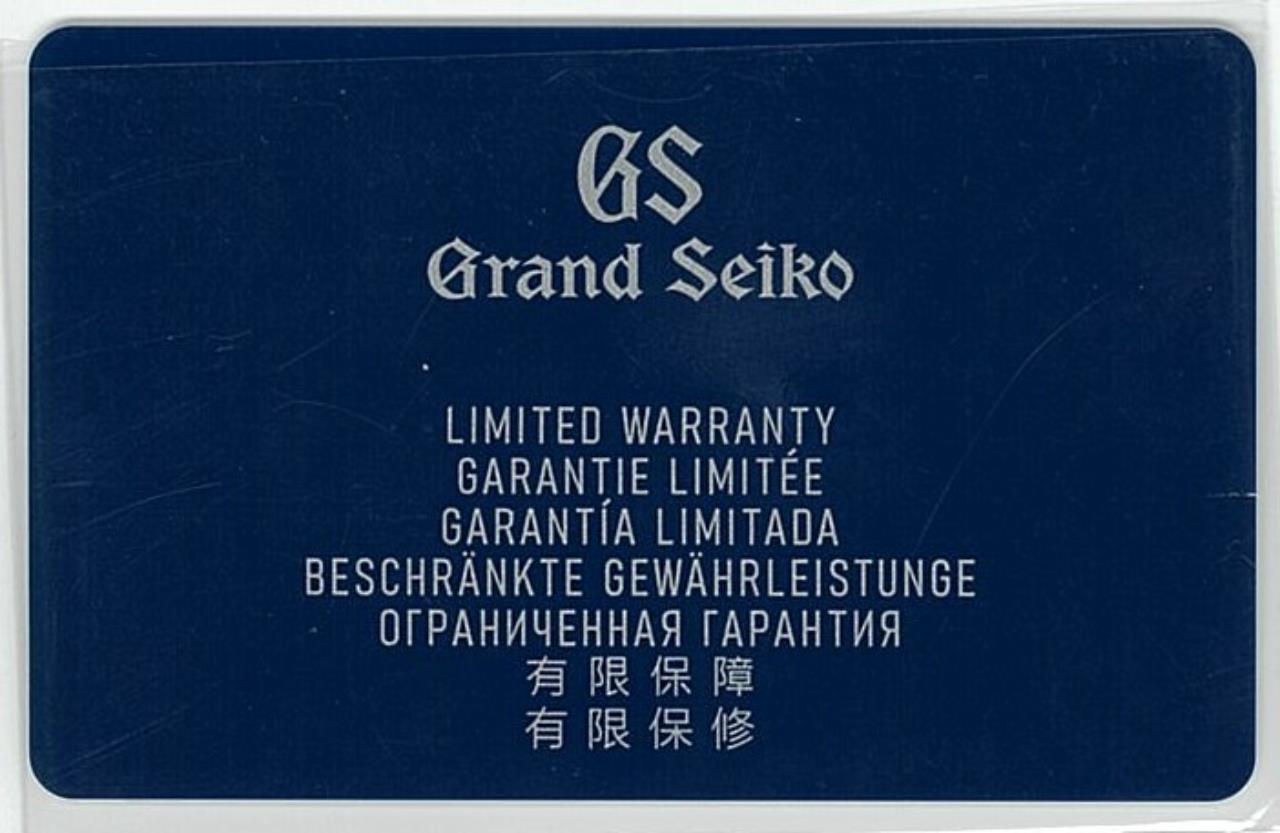 GS
Grand Seiko
LIMITED WARRANTY
GARANTIE LIMITÉE
GARANTÍA LIMITADA
BESCHRÄNKTE GEWÄHRLEISTUNGE
ОГРАНИЧЕННАЯ ГАРАНТИЯ
有限保障
有限保修